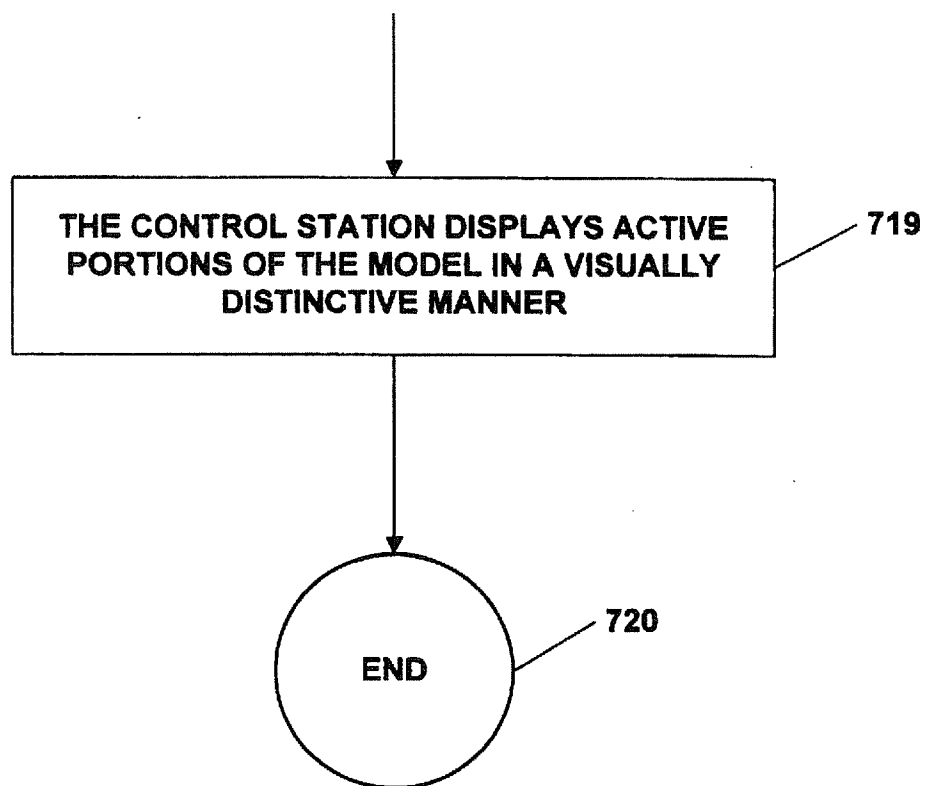 THE CONTROL STATION DISPLAYS ACTIVE
PORTIONS OF THE MODEL IN A VISUALLY
DISTINCTIVE MANNER
719
720
END